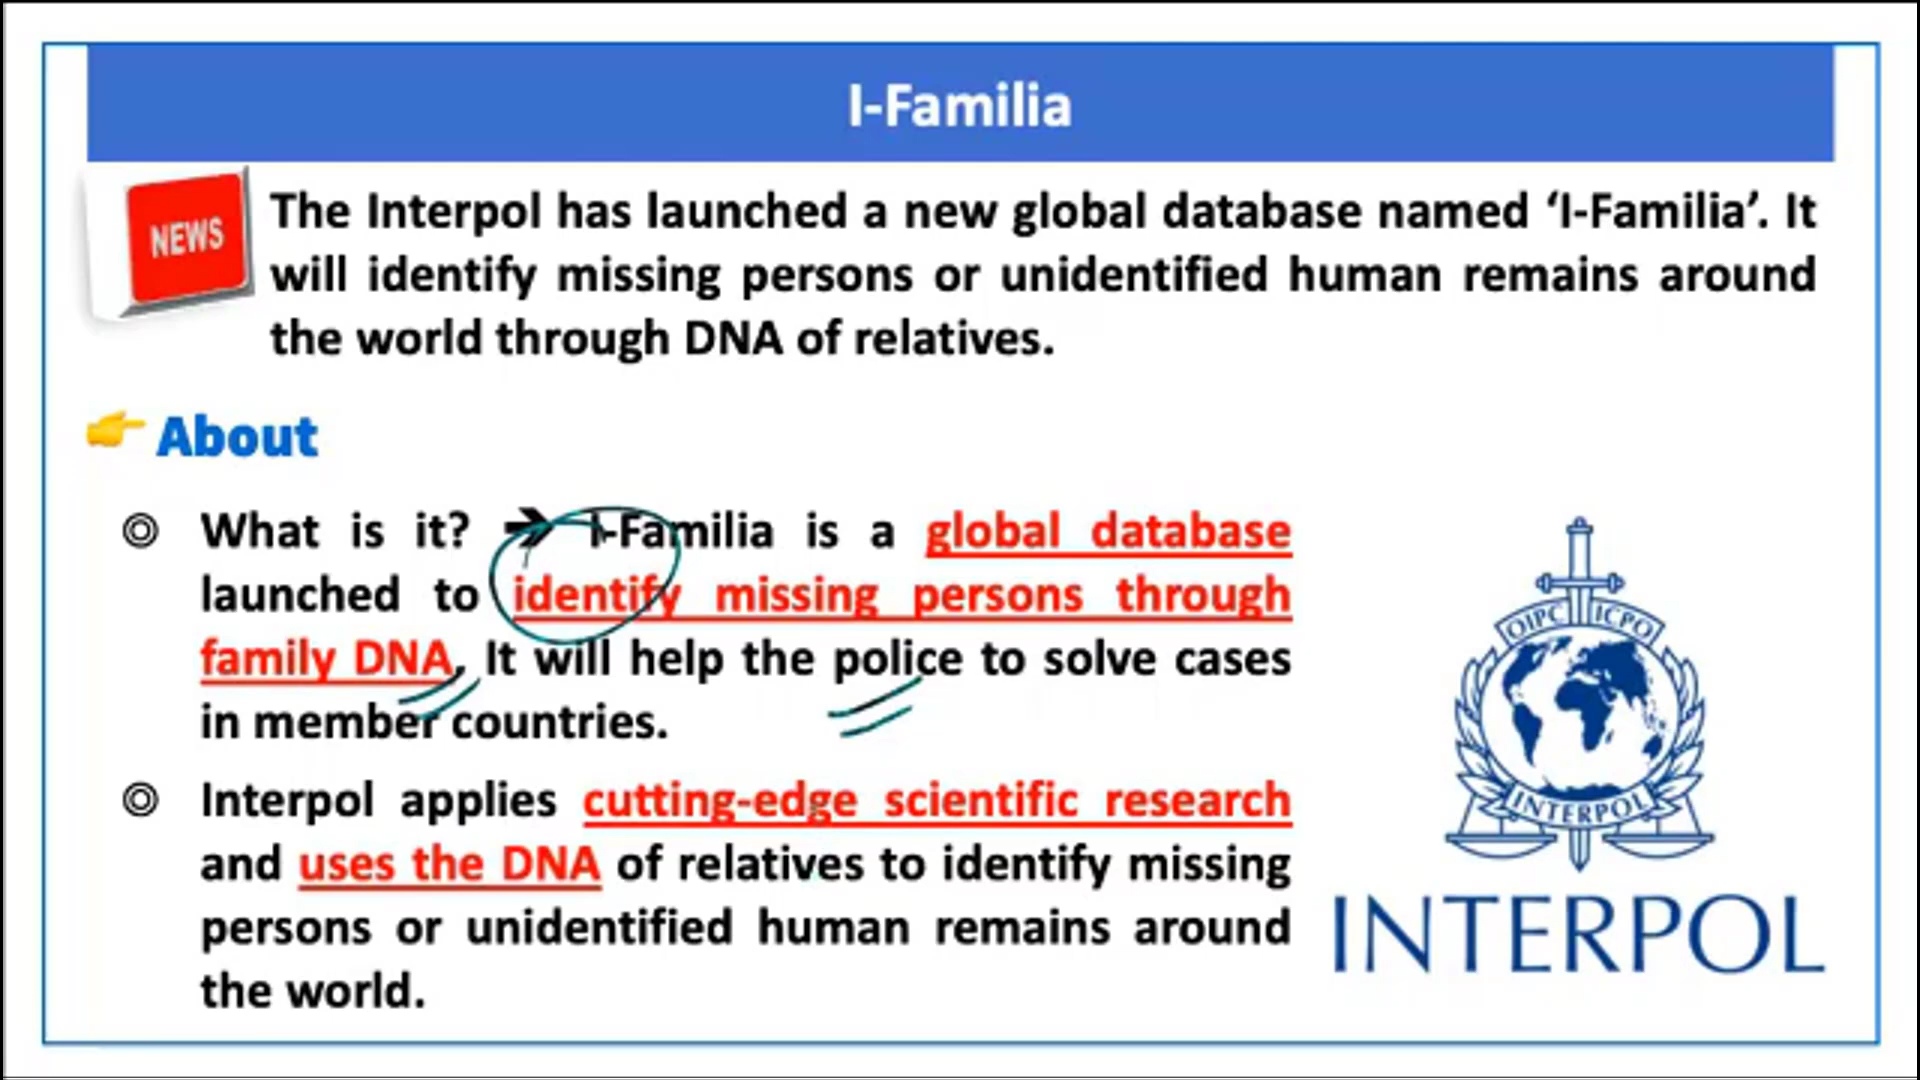 I-Familia
NEWS
The Interpol has launched a new global database named ‘I-Familia’. It
will identify missing persons or unidentified human remains around
the world through DNA of relatives.
About
What is it? ➔ I-Familia is a global database
launched to identify missing persons through
family DNA. It will help the police to solve cases
in member countries.
Interpol applies cutting-edge scientific research
and uses the DNA of relatives to identify missing
persons or unidentified human remains around
the world.
OIPC ICPO
INTERPOL
INTERPOL